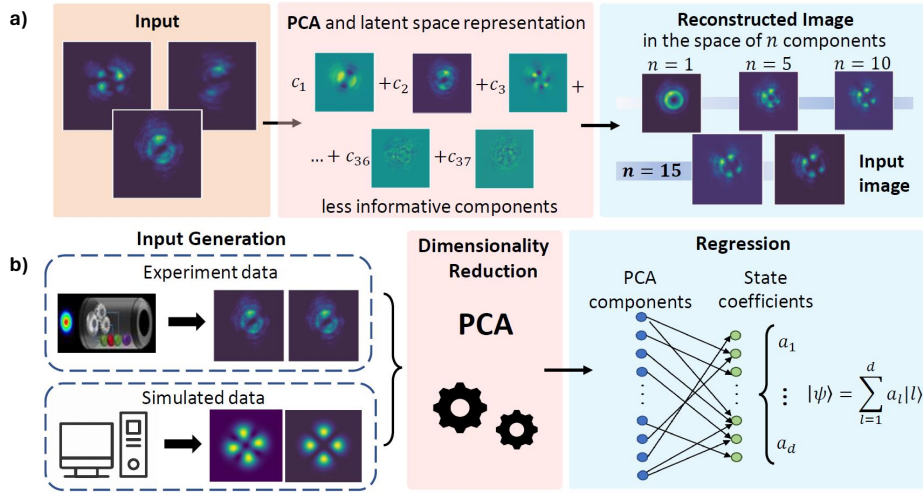 a)
Input
PCA and latent space representation
c₁ +c₂ +c₃ +
... + c₃₆ +c₃₇
less informative components
Reconstructed Image
in the space of n components
n = 1 n = 5 n = 10
n = 15
Input
image
b)
Input Generation
Experiment data
Simulated data
Dimensionality
Reduction
PCA
Regression
PCA
components
State
coefficients
a₁
⋮ |ψ⟩ = ∑_{l=1}^{d} a_l|l⟩
a_d